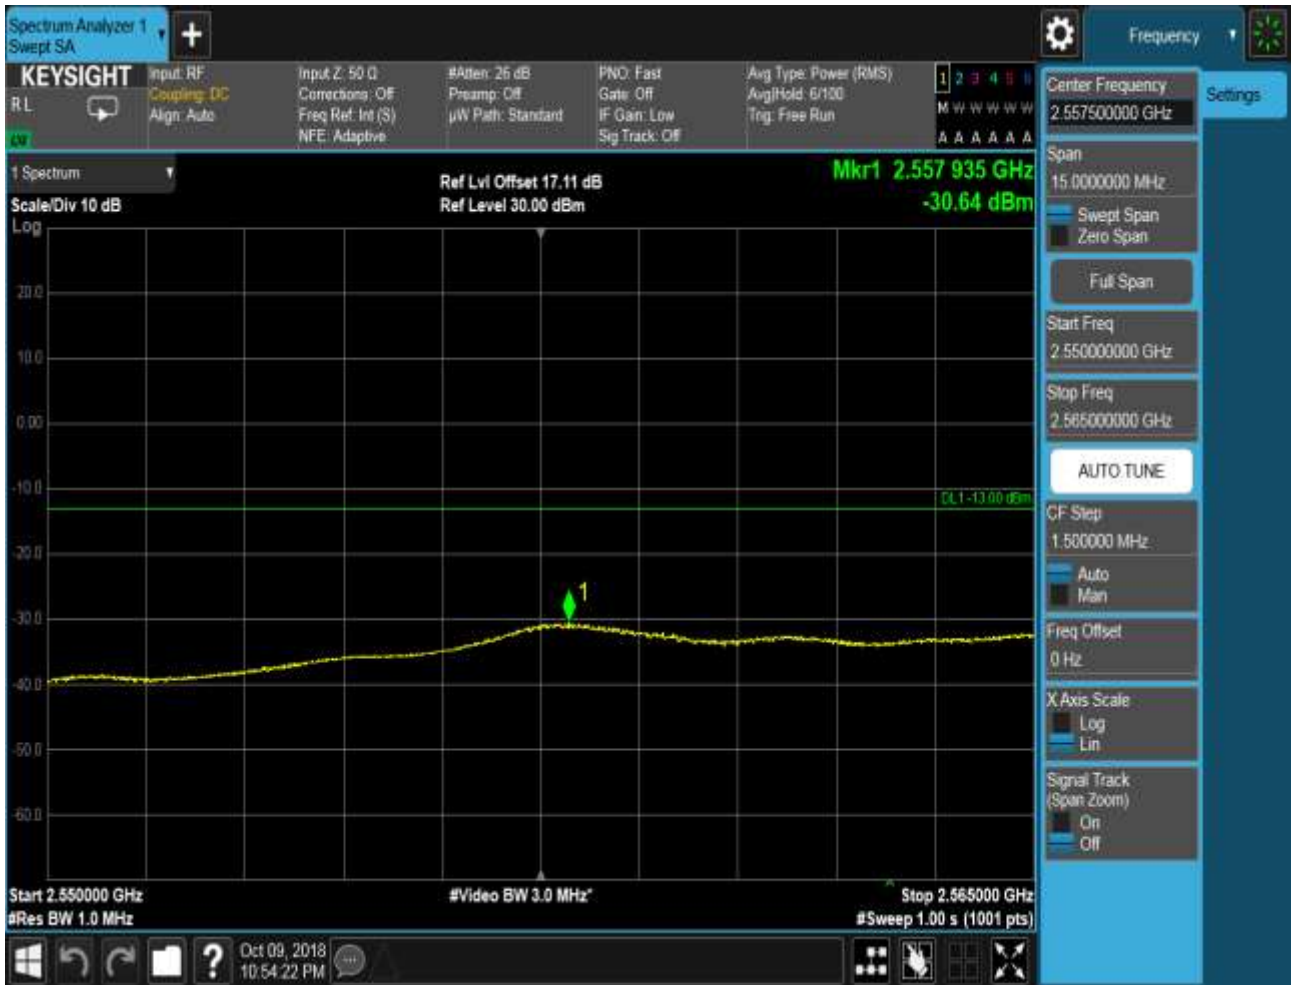 Spectrum Analyzer 1
Swept SA
Frequency
KEYSIGHT
R L
Input: RF
Coupling: DC
Align: Auto
Input Z: 50 Ω
Corrections: Off
Freq Ref: Int (S)
NFE: Adaptive
#Atten: 26 dB
Preamp: Off
µW Path: Standard
PNO: Fast
Gate: Off
IF Gain: Low
Sig Track: Off
Avg Type: Power (RMS)
Avg|Hold: 6/100
Trig: Free Run
1 2 3 4 5 6
M W W W W W
A A A A A A
1 Spectrum
Scale/Div 10 dB
Log
Ref Lvl Offset 17.11 dB
Ref Level 30.00 dBm
Mkr1 2.557 935 GHz
-30.64 dBm
20.0
10.0
0.00
-10.0
-20.0
-30.0
-40.0
-50.0
-60.0
DL1 -13.00 dBm
1
Start 2.550000 GHz
#Res BW 1.0 MHz
#Video BW 3.0 MHz*
Stop 2.565000 GHz
#Sweep 1.00 s (1001 pts)
Center Frequency
2.557500000 GHz
Settings
Span
15.0000000 MHz
Swept Span
Zero Span
Full Span
Start Freq
2.550000000 GHz
Stop Freq
2.565000000 GHz
AUTO TUNE
CF Step
1.500000 MHz
Auto
Man
Freq Offset
0 Hz
X Axis Scale
Log
Lin
Signal Track
(Span Zoom)
On
Off
?
Oct 09, 2018
10:54:22 PM